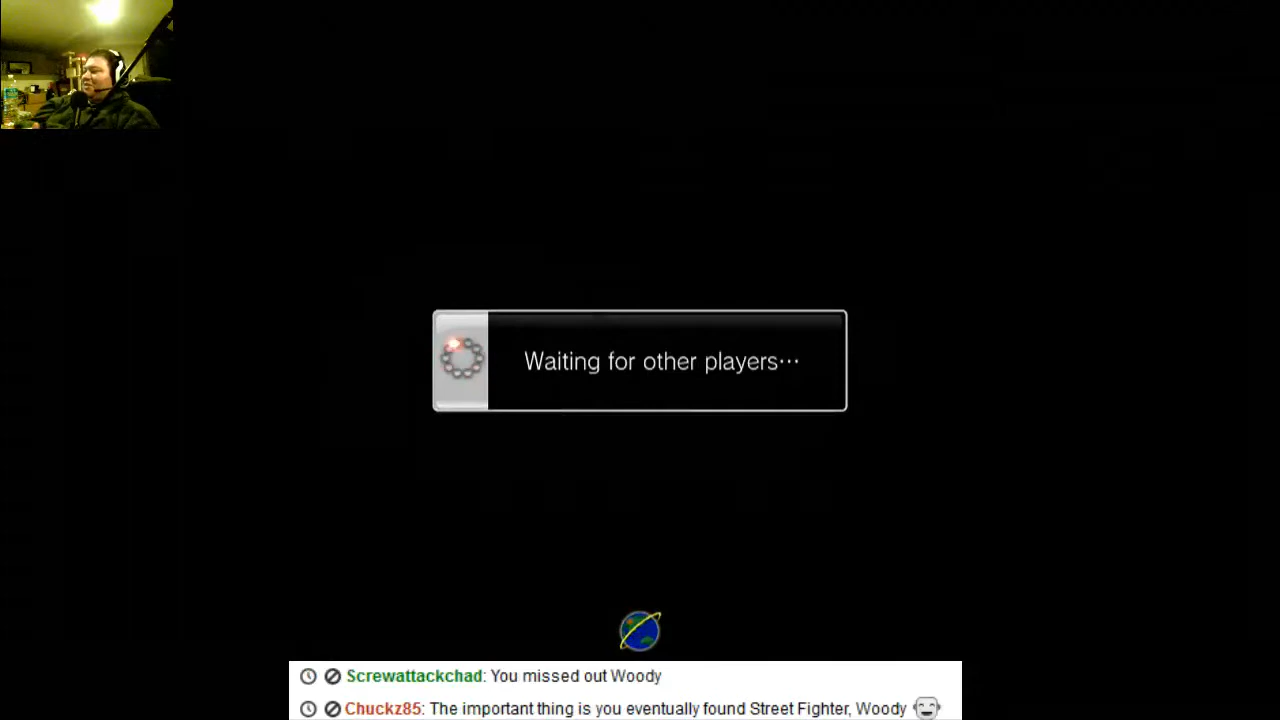 Waiting for other players…
Screwattackchad: You missed out Woody
Chuckz85: The important thing is you eventually found Street Fighter, Woody